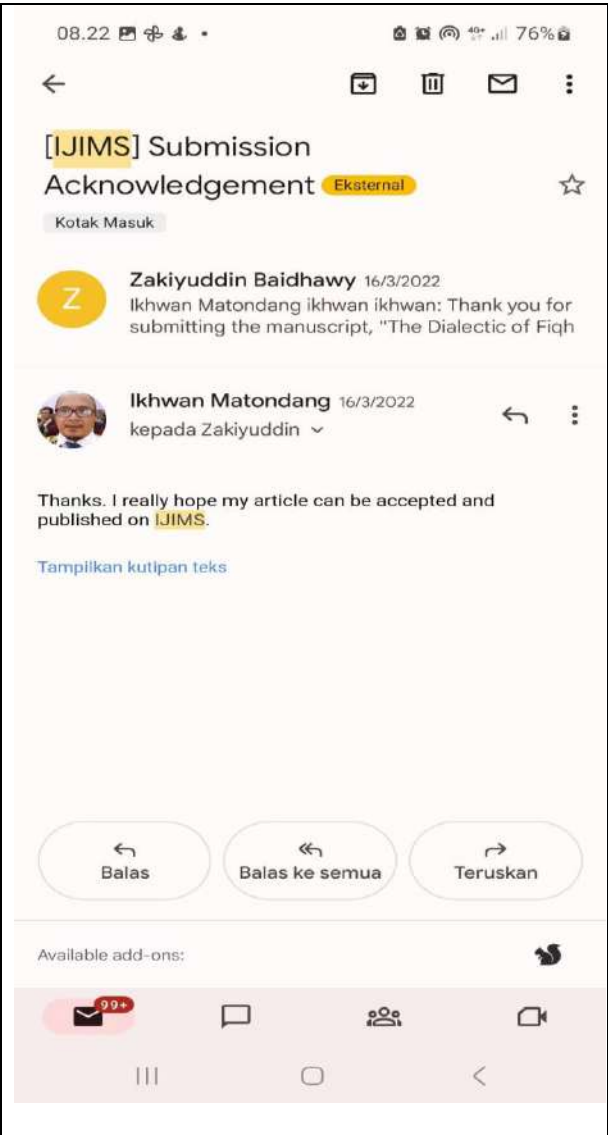 08.22
76%
[IJIMS] Submission
Acknowledgement Eksternal
Kotak Masuk
Z
Zakiyuddin Baidhawy 16/3/2022
Ikhwan Matondang ikhwan ikhwan: Thank you for
submitting the manuscript, "The Dialectic of Fiqh
Ikhwan Matondang 16/3/2022
kepada Zakiyuddin
Thanks. I really hope my article can be accepted and
published on IJIMS.
Tampilkan kutipan teks
Balas
Balas ke semua
Teruskan
Available add-ons:
99+